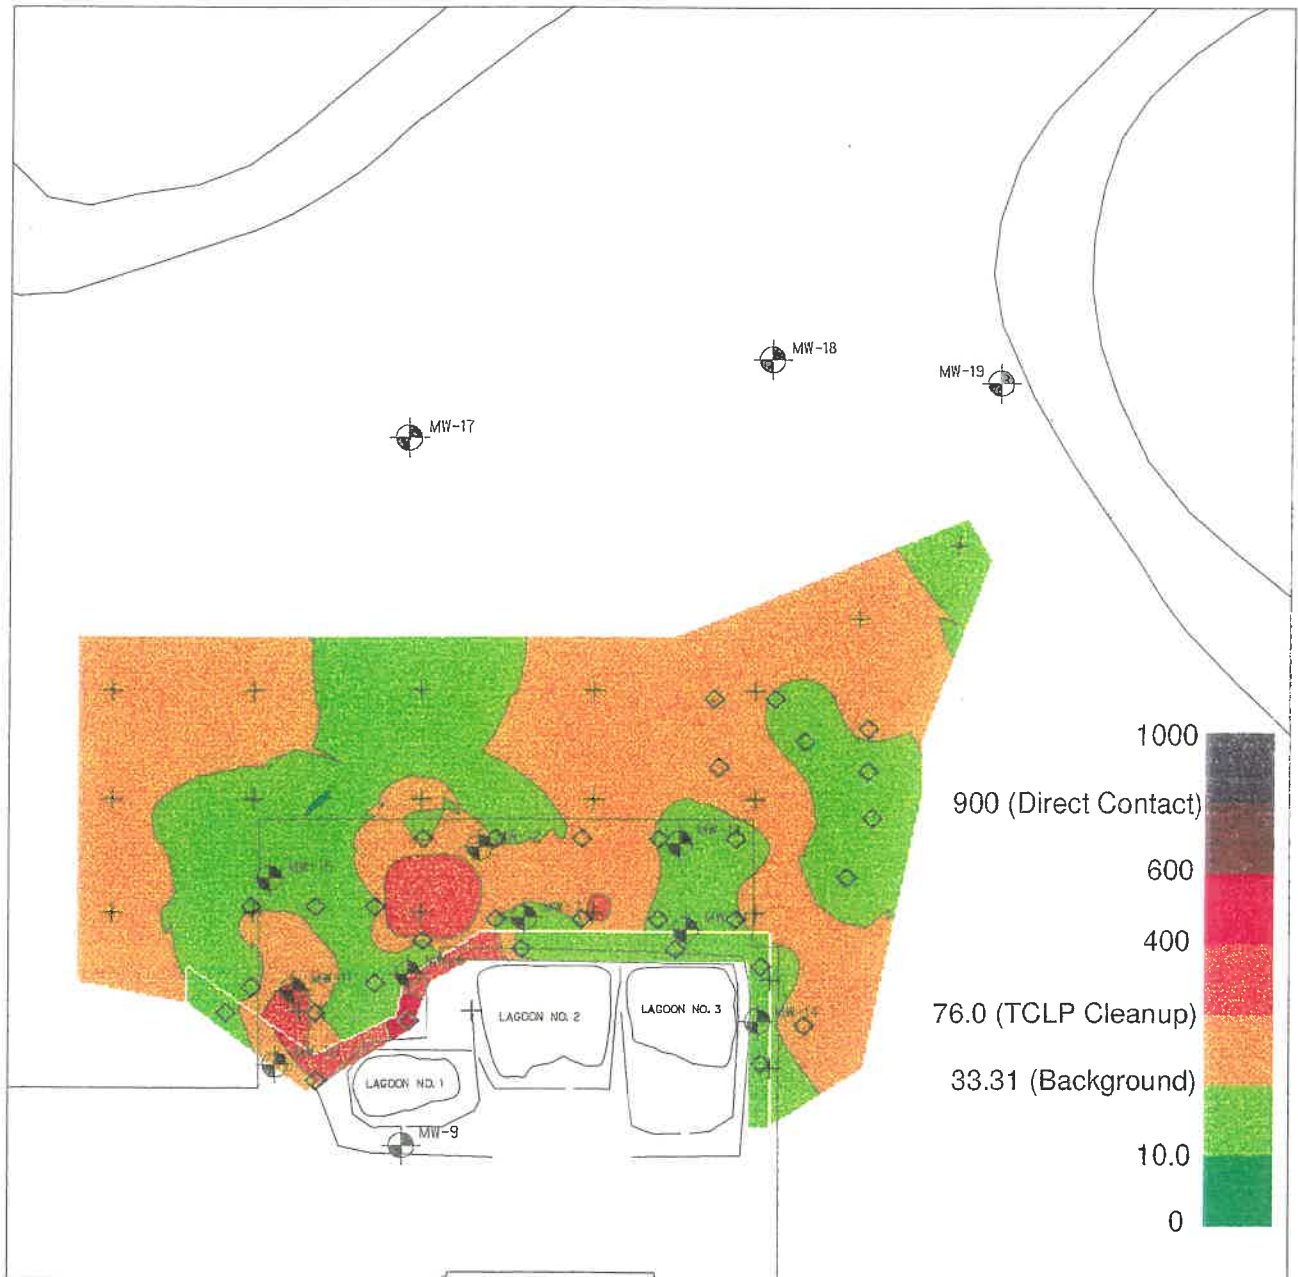 MW-18
MW-19
MW-17
1000
900 (Direct Contact)
600
400
76.0 (TCLP Cleanup)
33.31 (Background)
10.0
0
LAGOON NO. 2
LAGOON NO. 3
LAGOON NO. 1
MW-9